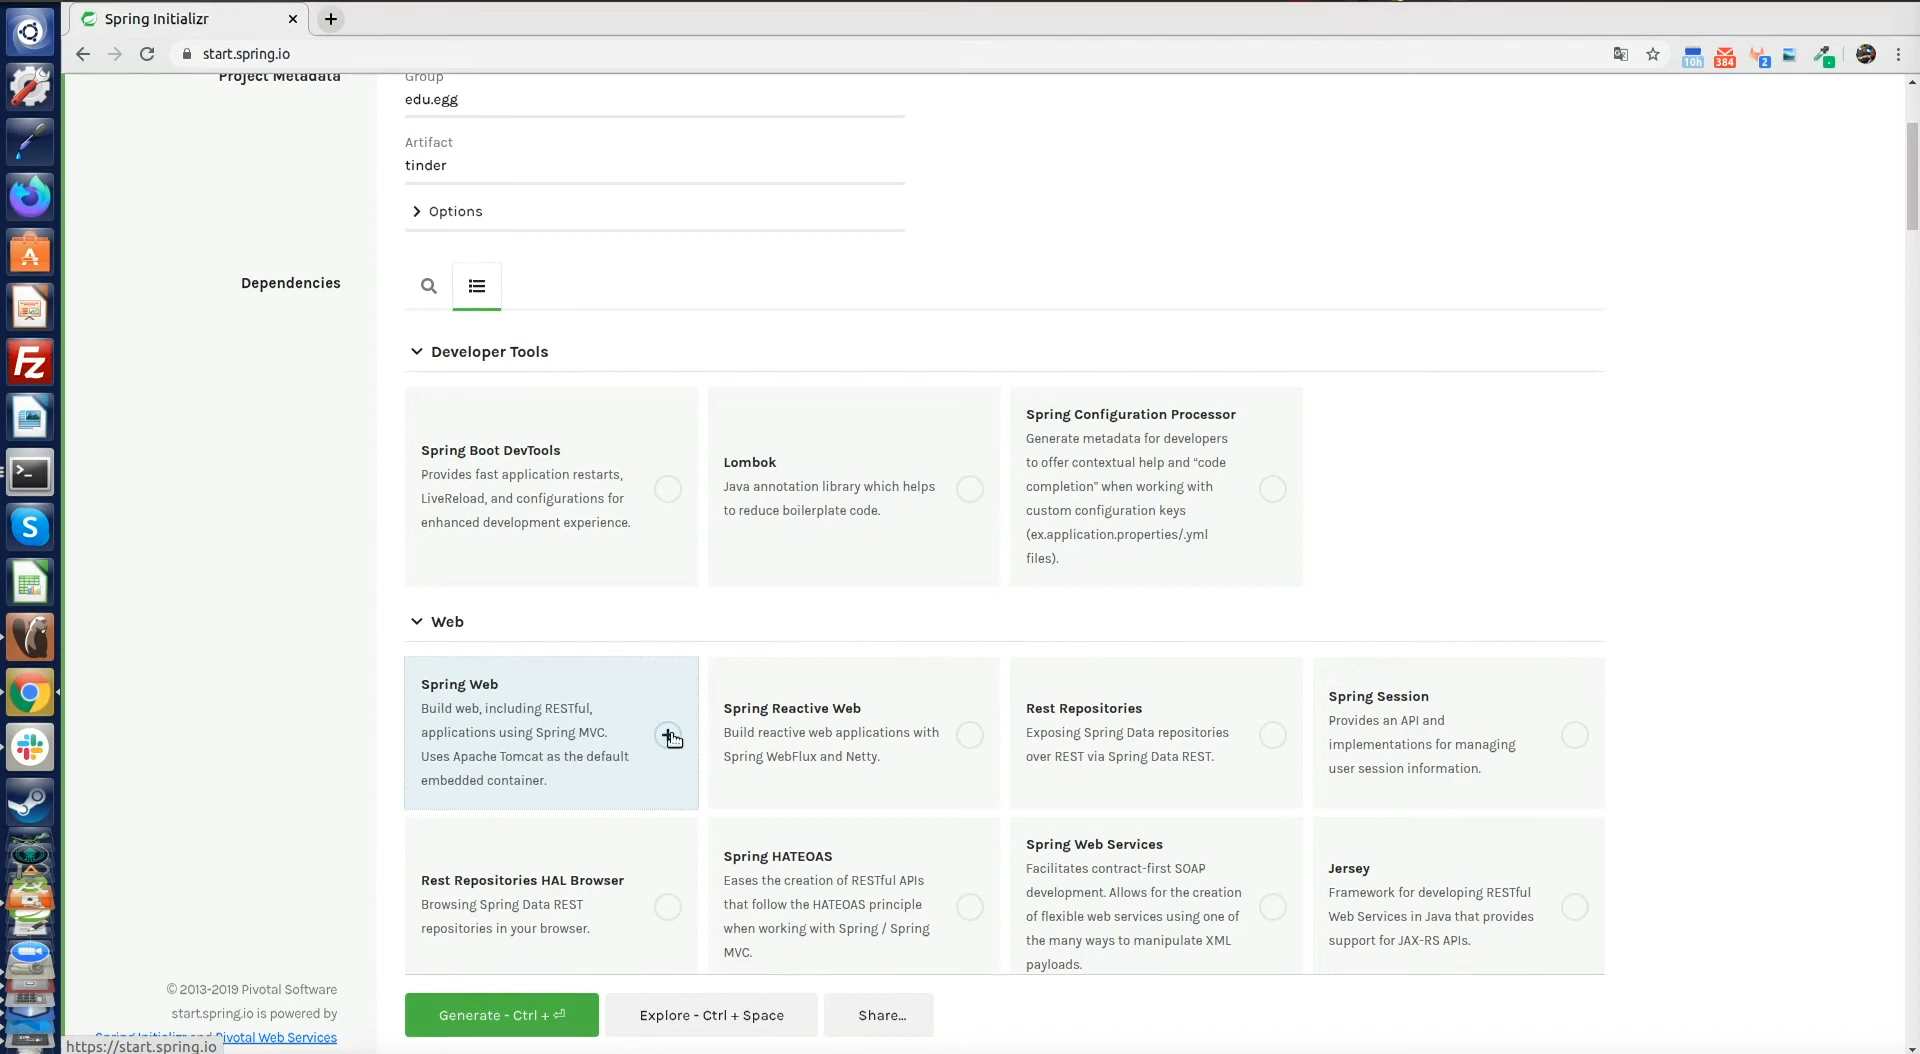 Spring Initializr
start.spring.io
10h
384
2
Project Metadata
Group
edu.egg
Artifact
tinder
Options
Dependencies
Developer Tools
Spring Boot DevTools
Provides fast application restarts,
LiveReload, and configurations for
enhanced development experience.
Lombok
Java annotation library which helps
to reduce boilerplate code.
Spring Configuration Processor
Generate metadata for developers
to offer contextual help and “code
completion” when working with
custom configuration keys
(ex.application.properties/.yml
files).
Web
Spring Web
Build web, including RESTful,
applications using Spring MVC.
Uses Apache Tomcat as the default
embedded container.
Spring Reactive Web
Build reactive web applications with
Spring WebFlux and Netty.
Rest Repositories
Exposing Spring Data repositories
over REST via Spring Data REST.
Spring Session
Provides an API and
implementations for managing
user session information.
Rest Repositories HAL Browser
Browsing Spring Data REST
repositories in your browser.
Spring HATEOAS
Eases the creation of RESTful APIs
that follow the HATEOAS principle
when working with Spring / Spring
MVC.
Spring Web Services
Facilitates contract-first SOAP
development. Allows for the creation
of flexible web services using one of
the many ways to manipulate XML
payloads.
Jersey
Framework for developing RESTful
Web Services in Java that provides
support for JAX-RS APIs.
© 2013-2019 Pivotal Software
start.spring.io is powered by
Spring Initializr and Pivotal Web Services
Generate - Ctrl + ⏎
Explore - Ctrl + Space
Share...
https://start.spring.io